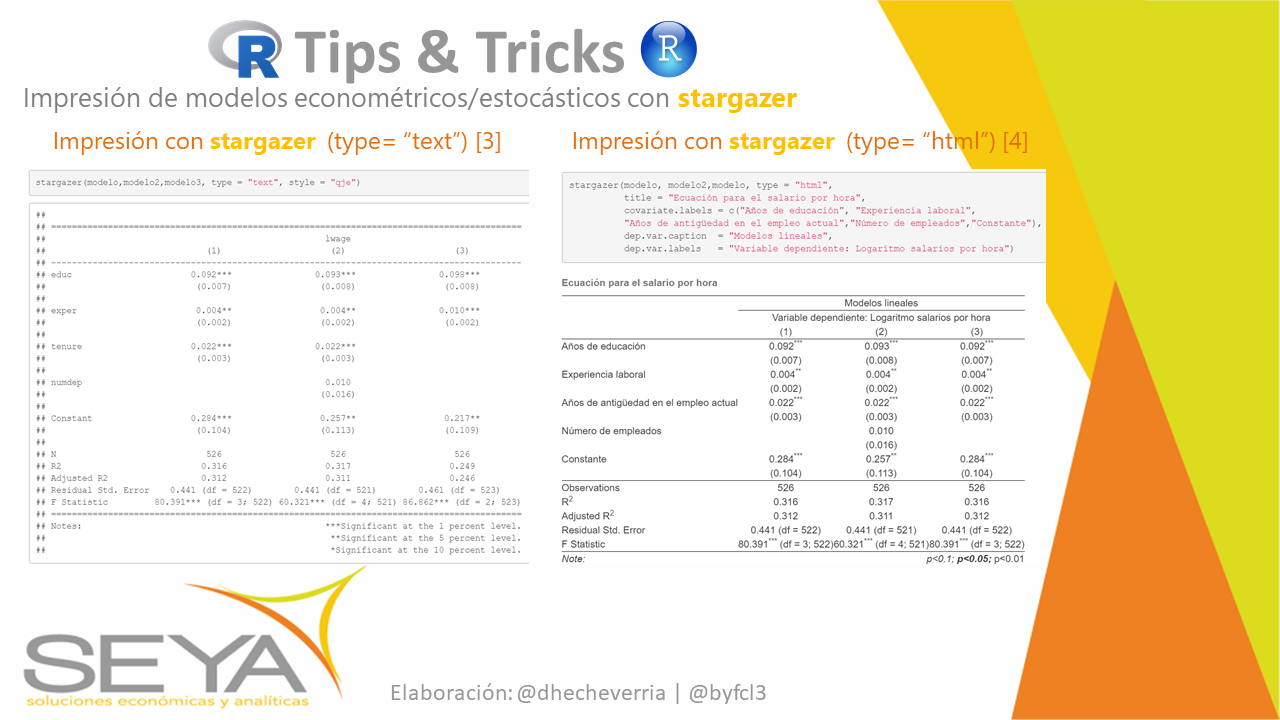 R Tips & Tricks R
Impresión de modelos econométricos/estocásticos con stargazer
Impresión con stargazer (type= “text”) [3]
stargazer(modelo,modelo2,modelo3, type = "text", style = "qje")
##
## ==========================================================================================
## lwage
## (1) (2) (3)
## ------------------------------------------------------------------------------------------
## educ 0.092*** 0.093*** 0.098***
## (0.007) (0.008) (0.008)
##
## exper 0.004** 0.004** 0.010***
## (0.002) (0.002) (0.002)
##
## tenure 0.022*** 0.022***
## (0.003) (0.003)
##
## numdep 0.010
## (0.016)
##
## Constant 0.284*** 0.257** 0.217**
## (0.104) (0.113) (0.109)
##
## N 526 526 526
## R2 0.316 0.317 0.249
## Adjusted R2 0.312 0.311 0.246
## Residual Std. Error 0.441 (df = 522) 0.441 (df = 521) 0.461 (df = 523)
## F Statistic 80.391*** (df = 3; 522) 60.321*** (df = 4; 521) 86.862*** (df = 2; 523)
## ==========================================================================================
## Notes: ***Significant at the 1 percent level.
## **Significant at the 5 percent level.
## *Significant at the 10 percent level.
Impresión con stargazer (type= “html”) [4]
stargazer(modelo, modelo2,modelo, type = "html",
title = "Ecuación para el salario por hora",
covariate.labels = c("Años de educación", "Experiencia laboral",
"Años de antigüedad en el empleo actual","Número de empleados","Constante"),
dep.var.caption = "Modelos lineales",
dep.var.labels = "Variable dependiente: Logaritmo salarios por hora")
Ecuación para el salario por hora
Modelos lineales
Variable dependiente: Logaritmo salarios por hora
(1) (2) (3)
Años de educación 0.092*** 0.093*** 0.092***
(0.007) (0.008) (0.007)
Experiencia laboral 0.004** 0.004** 0.004**
(0.002) (0.002) (0.002)
Años de antigüedad en el empleo actual 0.022*** 0.022*** 0.022***
(0.003) (0.003) (0.003)
Número de empleados 0.010
(0.016)
Constante 0.284*** 0.257** 0.284***
(0.104) (0.113) (0.104)
Observations 526 526 526
R2 0.316 0.317 0.316
Adjusted R2 0.312 0.311 0.312
Residual Std. Error 0.441 (df = 522) 0.441 (df = 521) 0.441 (df = 522)
F Statistic 80.391*** (df = 3; 522)60.321*** (df = 4; 521)80.391*** (df = 3; 522)
Note: p<0.1; p<0.05; p<0.01
SEYA
soluciones económicas y analíticas
Elaboración: @dhecheverria | @byfcl3